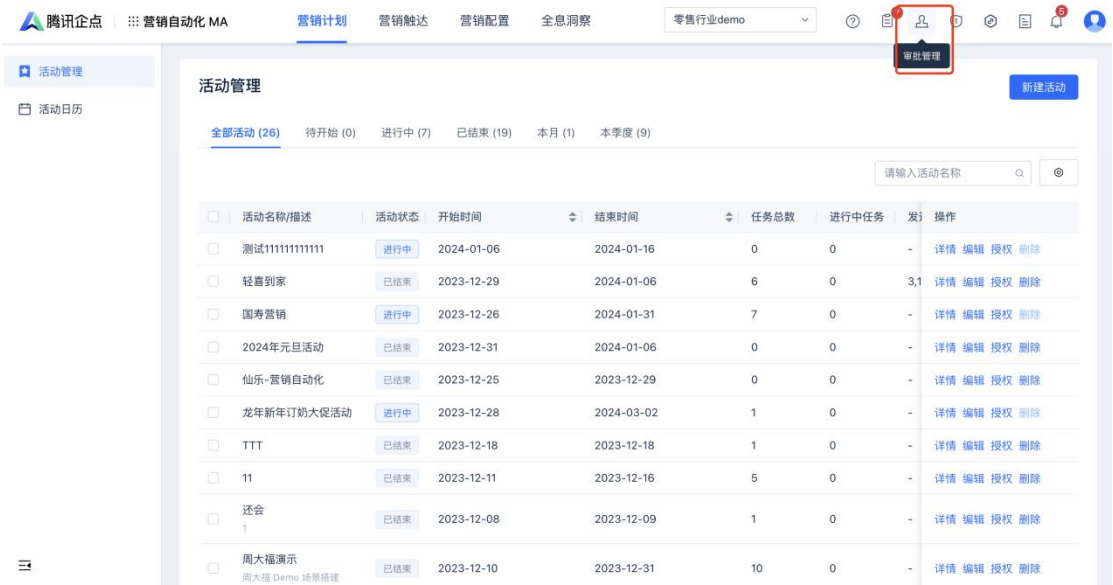 腾讯企点 营销自动化 MA 营销计划 营销触达 营销配置 全息洞察 零售行业demo 5
审批管理
活动管理
活动日历
活动管理 新建活动
全部活动 (26) 待开始 (0) 进行中 (7) 已结束 (19) 本月 (1) 本季度 (9)
请输入活动名称
活动名称/描述 活动状态 开始时间 结束时间 任务总数 进行中任务 操作
测试111111111111 进行中 2024-01-06 2024-01-16 0 0 - 详情 编辑 授权 删除
轻喜到家 已结束 2023-12-29 2024-01-06 6 0 3,1 详情 编辑 授权 删除
国寿营销 进行中 2023-12-26 2024-01-31 7 0 - 详情 编辑 授权 删除
2024年元旦活动 已结束 2023-12-31 2024-01-06 0 0 - 详情 编辑 授权 删除
仙乐-营销自动化 已结束 2023-12-25 2023-12-29 0 0 - 详情 编辑 授权 删除
龙年新年订奶大促活动 进行中 2023-12-28 2024-03-02 1 0 - 详情 编辑 授权 删除
TTT 已结束 2023-12-18 2023-12-18 1 0 - 详情 编辑 授权 删除
11 已结束 2023-12-11 2023-12-16 5 0 - 详情 编辑 授权 删除
还会 已结束 2023-12-08 2023-12-09 1 0 - 详情 编辑 授权 删除
1
周大福演示 已结束 2023-12-10 2023-12-31 10 0 - 详情 编辑 授权 删除
周大福 Demo 场景搭建